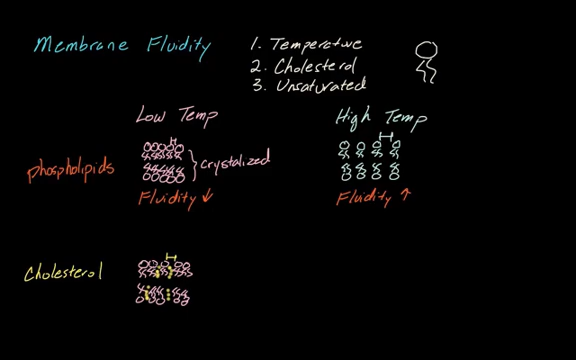 Membrane Fluidity
1. Temperature
2. Cholesterol
3. Unsaturated
Low Temp
High Temp
phospholipids
crystalized
Fluidity ↓
Fluidity ↑
Cholesterol